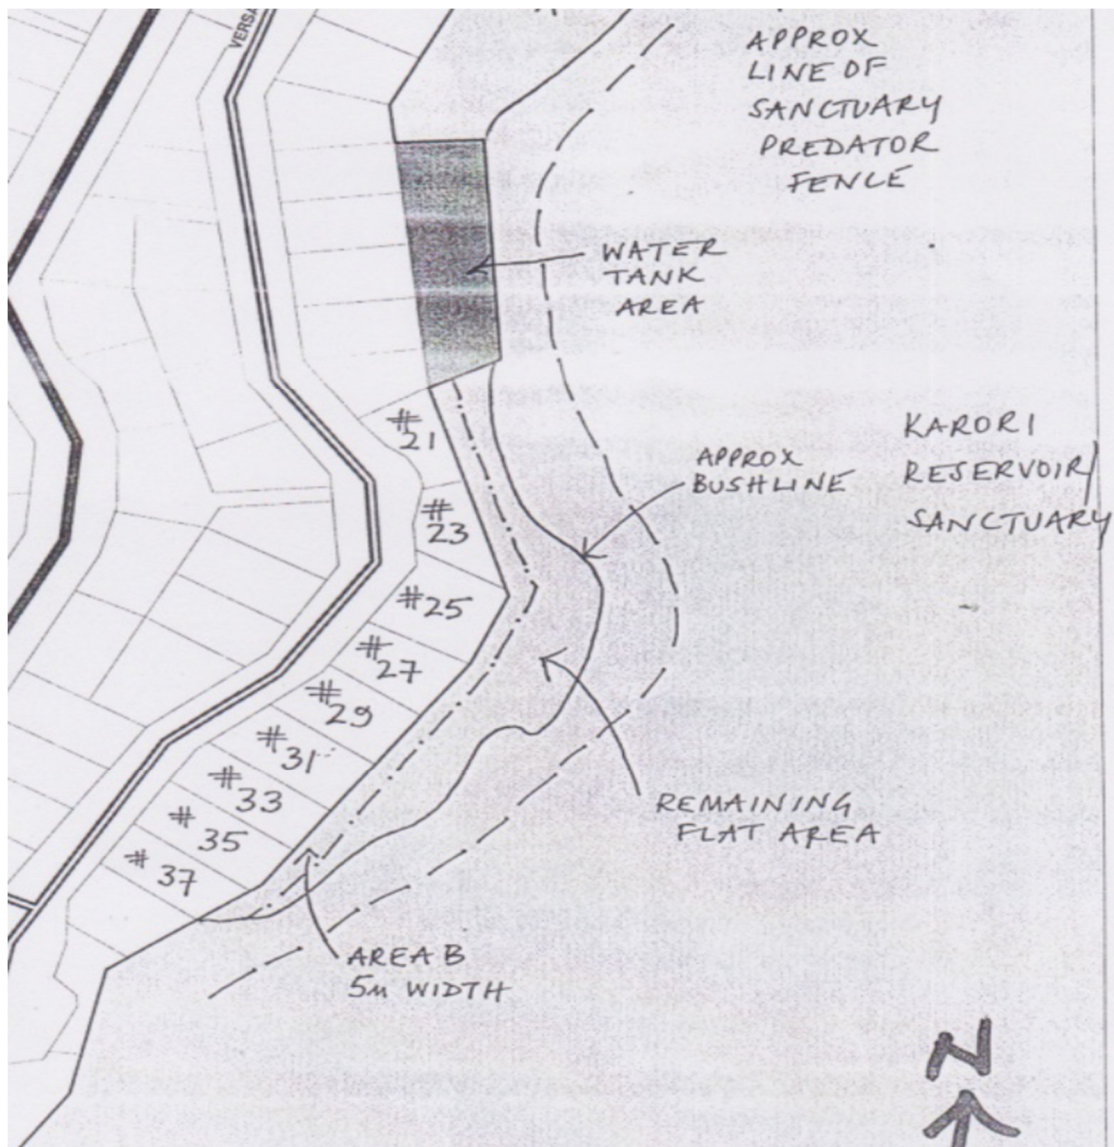 VERSA
APPROX
LINE OF
SANCTUARY
PREDATOR
FENCE
WATER
TANK
AREA
#21
APPROX
BUSHLINE
KARORI
RESERVOIR/
SANCTUARY
#23
#25
#27
#29
#31
#33
#35
#37
REMAINING
FLAT AREA
AREA B
5m WIDTH
N